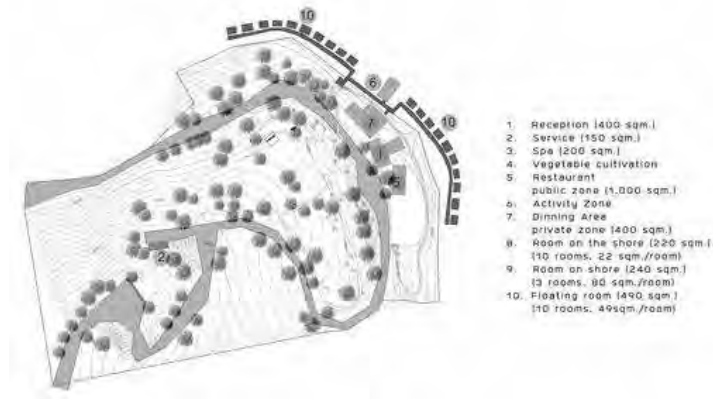 10
6
7
10
1
5
2
1. Reception (400 sqm.)
2. Service (150 sqm.)
3. Spa (200 sqm.)
4. Vegetable cultivation
5. Restaurant
public zone (1,000 sqm.)
6. Activity Zone
7. Dinning Area
private zone (400 sqm.)
8. Room on the shore (220 sqm.)
(10 rooms, 22 sqm./room)
9. Room on shore (240 sqm.)
(3 rooms, 80 sqm./room)
10. Floating room (490 sqm.)
(10 rooms, 49sqm./room)